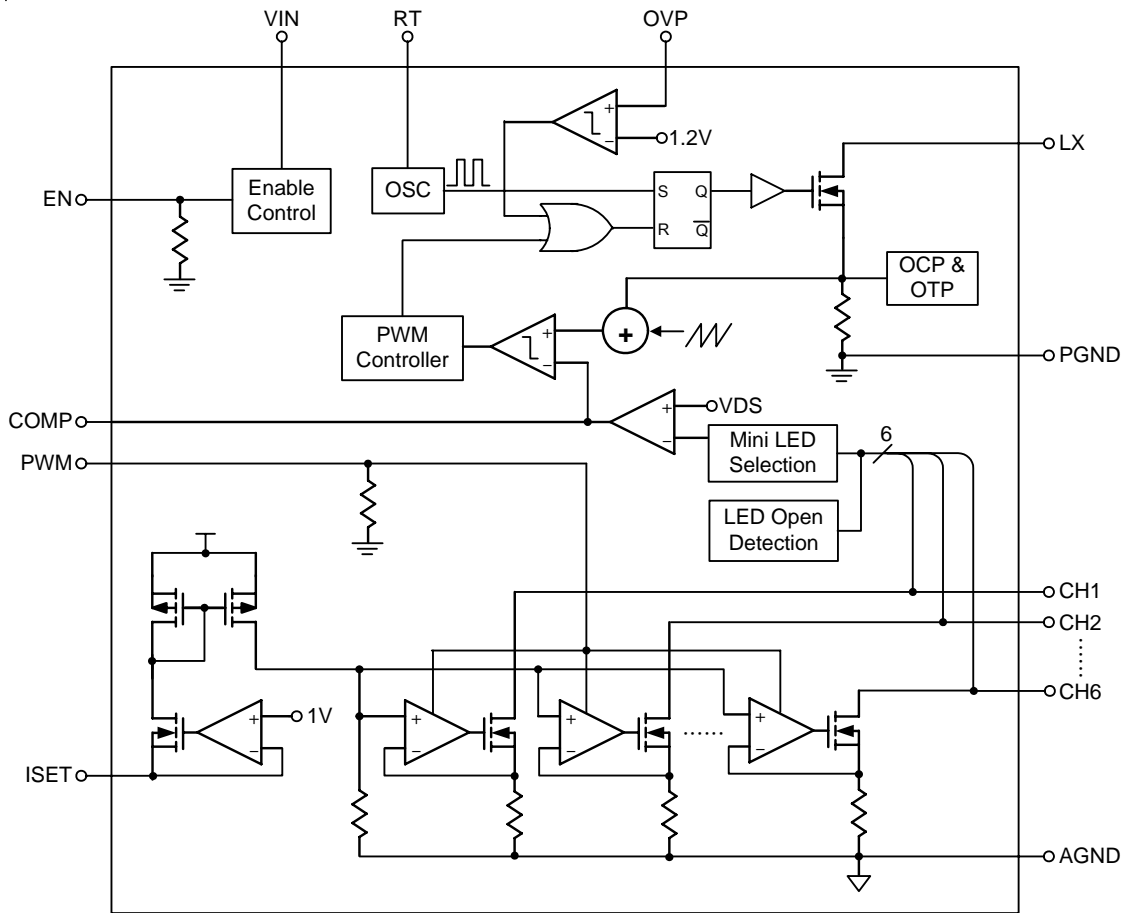 VIN
RT
OVP
+
−
1.2V
LX
EN
Enable
Control
OSC
S
Q
R
Q
OCP &
OTP
PWM
Controller
+
−
+
PGND
COMP
+
−
VDS
Mini LED
Selection
6
PWM
LED Open
Detection
CH1
CH2
CH6
+
−
1V
+
−
+
−
+
−
ISET
AGND